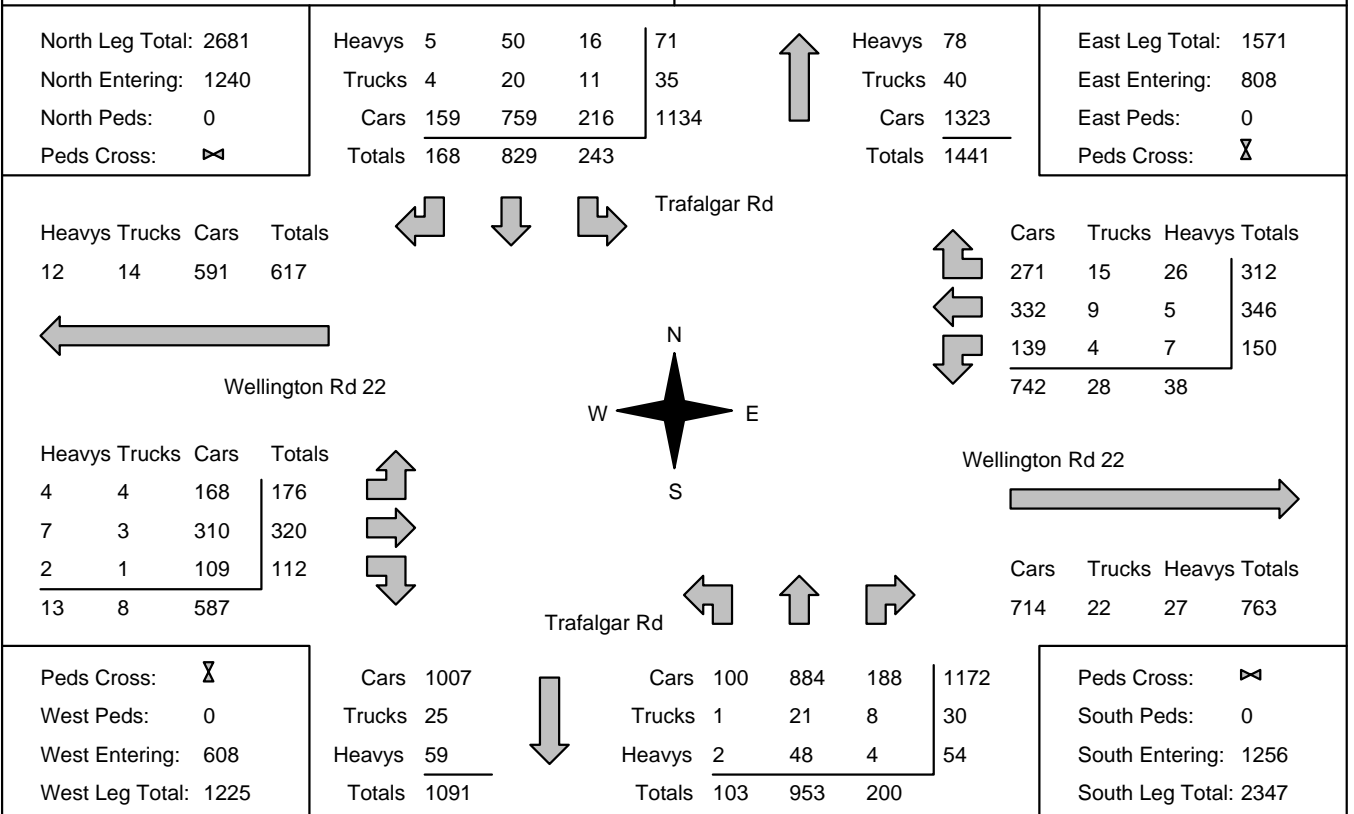 North Leg Total: 2681
North Entering: 1240
North Peds: 0
Peds Cross:
Heavys 5 50 16 71
Trucks 4 20 11 35
Cars 159 759 216 1134
Totals 168 829 243
Heavys 78
Trucks 40
Cars 1323
Totals 1441
East Leg Total: 1571
East Entering: 808
East Peds: 0
Peds Cross:
Trafalgar Rd
Heavys Trucks Cars Totals
12 14 591 617
Cars Trucks Heavys Totals
271 15 26 312
332 9 5 346
139 4 7 150
742 28 38
Wellington Rd 22
N
W E
S
Heavys Trucks Cars Totals
4 4 168 176
7 3 310 320
2 1 109 112
13 8 587
Wellington Rd 22
Cars Trucks Heavys Totals
714 22 27 763
Trafalgar Rd
Peds Cross:
West Peds: 0
West Entering: 608
West Leg Total: 1225
Cars 1007
Trucks 25
Heavys 59
Totals 1091
Cars 100 884 188 1172
Trucks 1 21 8 30
Heavys 2 48 4 54
Totals 103 953 200
Peds Cross:
South Peds: 0
South Entering: 1256
South Leg Total: 2347